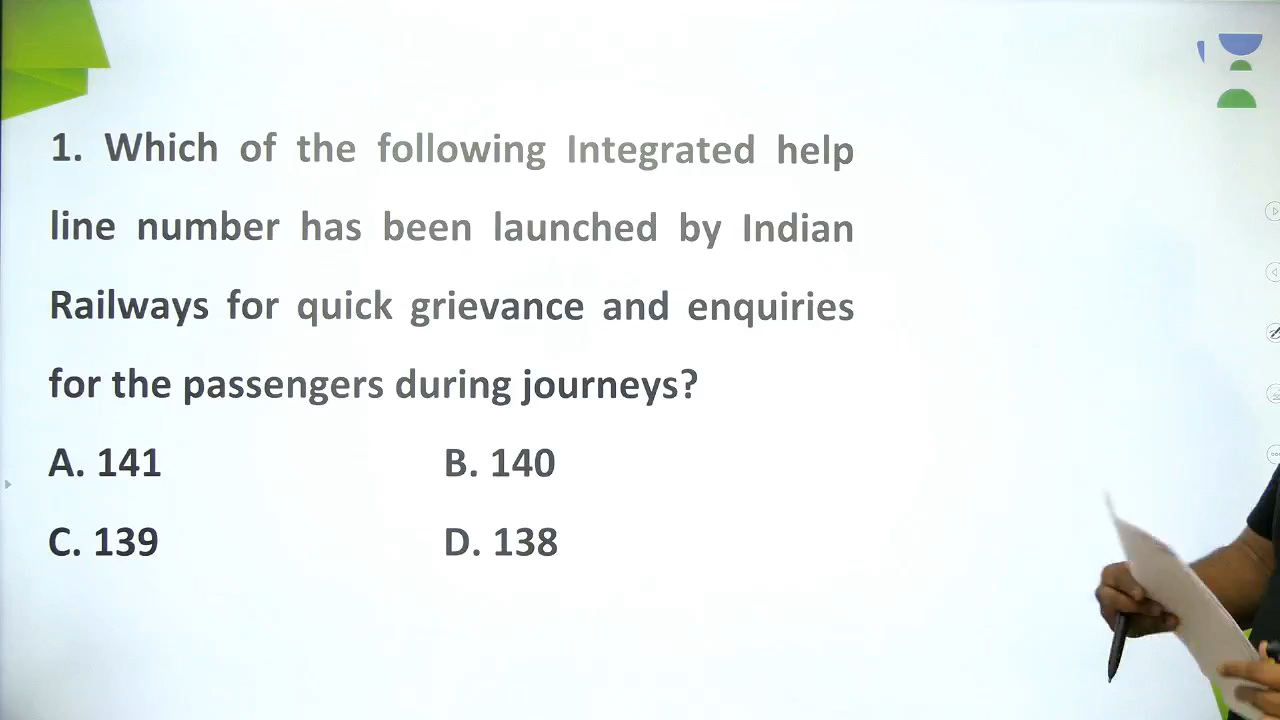 1. Which of the following Integrated help
line number has been launched by Indian
Railways for quick grievance and enquiries
for the passengers during journeys?
A. 141 B. 140
C. 139 D. 138